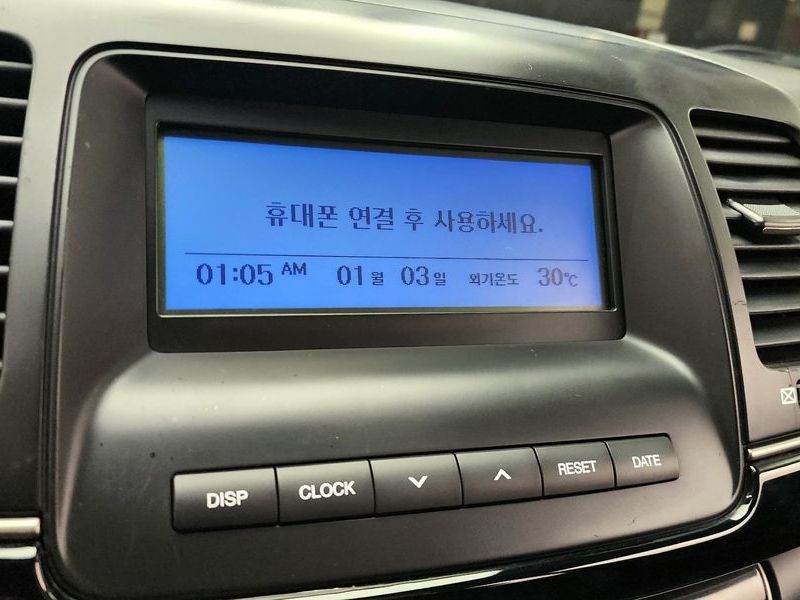 휴대폰 연결 후 사용하세요.
01:05 AM 01월 03일 외기온도 30℃
DISP CLOCK RESET DATE